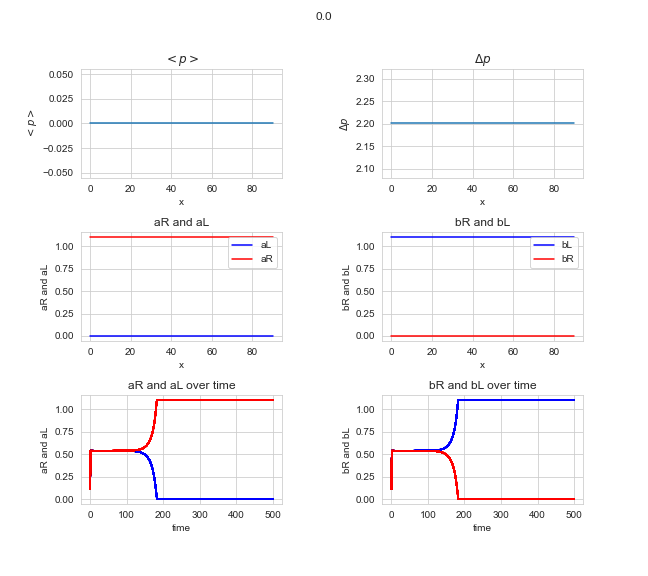 0.0
< p >
0.050
0.025
0.000
−0.025
−0.050
< p >
0 20 40 60 80
x
Δp
2.30
2.25
2.20
2.15
2.10
Δp
0 20 40 60 80
x
aR and aL
1.00
0.75
0.50
0.25
0.00
aR and aL
aL
aR
0 20 40 60 80
x
bR and bL
1.00
0.75
0.50
0.25
0.00
bR and bL
bL
bR
0 20 40 60 80
x
aR and aL over time
1.00
0.75
0.50
0.25
0.00
aR and aL
0 100 200 300 400 500
time
bR and bL over time
1.00
0.75
0.50
0.25
0.00
bR and bL
0 100 200 300 400 500
time